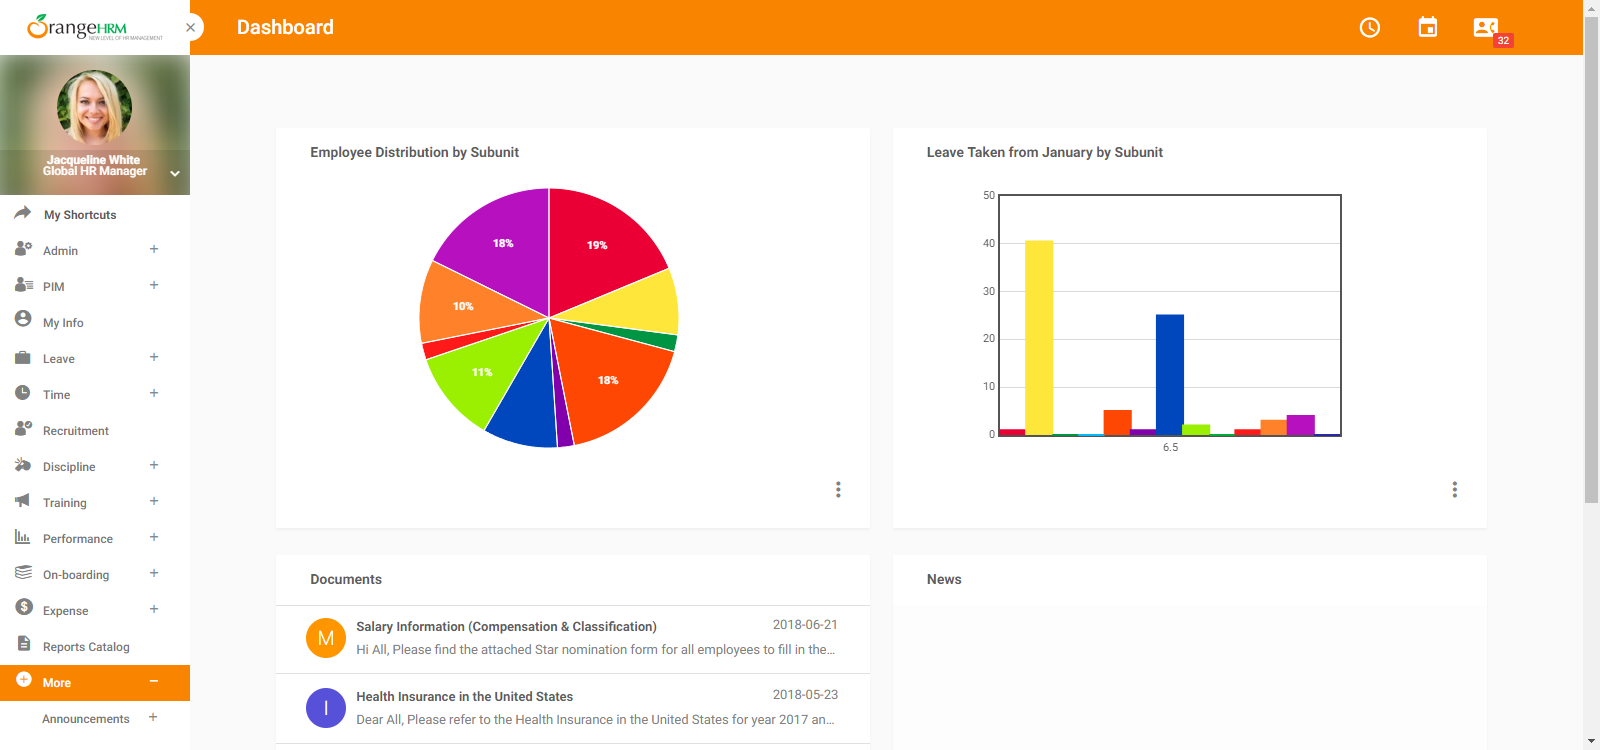 OrangeHRM
NEW LEVEL OF HR MANAGEMENT
Dashboard
32
Jacqueline White
Global HR Manager
My Shortcuts
Admin
PIM
My Info
Leave
Time
Recruitment
Discipline
Training
Performance
On-boarding
Expense
Reports Catalog
More
Announcements
Employee Distribution by Subunit
18%
19%
10%
11%
18%
Leave Taken from January by Subunit
50
40
30
20
10
0
6.5
Documents
M
Salary Information (Compensation & Classification)
2018-06-21
Hi All, Please find the attached Star nomination form for all employees to fill in the...
I
Health Insurance in the United States
2018-05-23
Dear All, Please refer to the Health Insurance in the United States for year 2017 an...
News